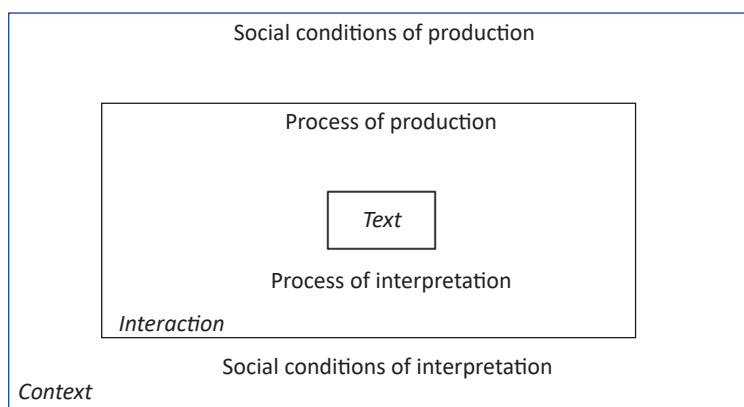 Social conditions of production
Process of production
Text
Process of interpretation
Interaction
Social conditions of interpretation
Context